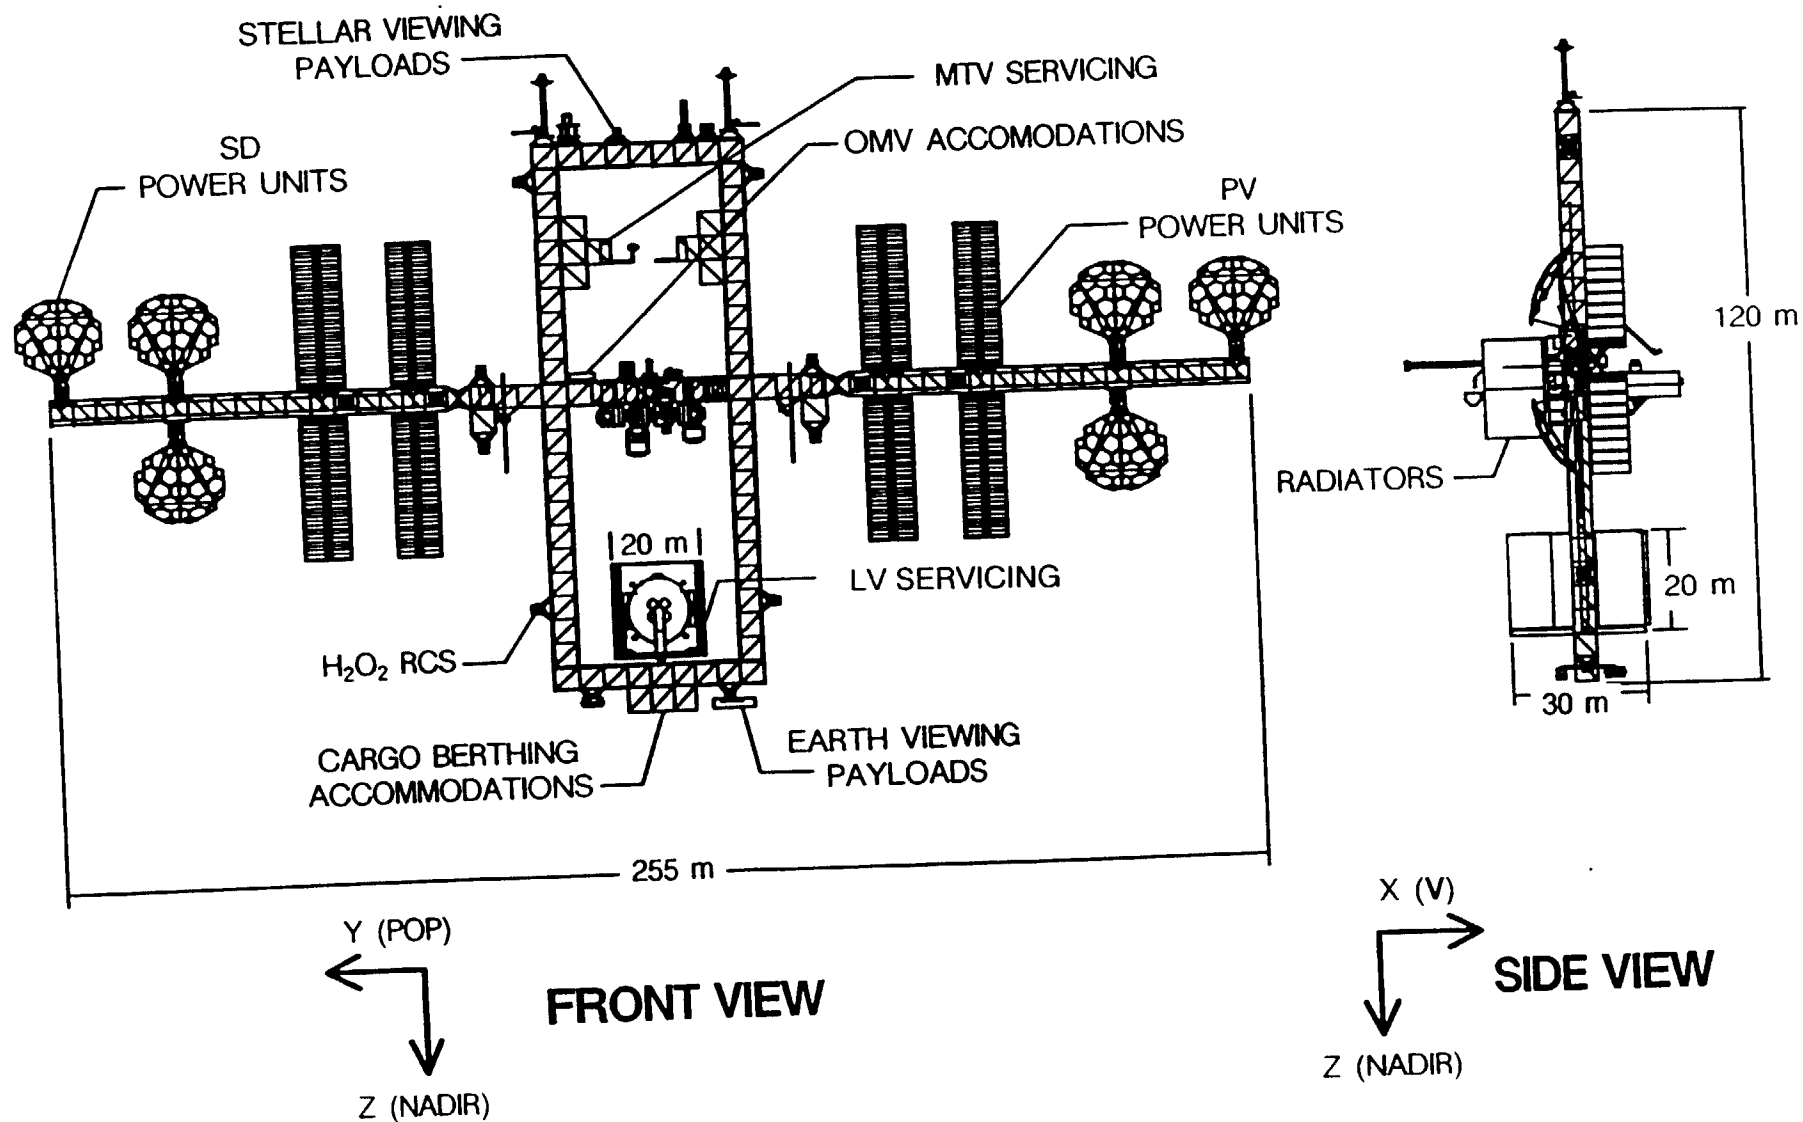 STELLAR VIEWING
PAYLOADS
MTV SERVICING
OMV ACCOMODATIONS
SD
POWER UNITS
PV
POWER UNITS
120 m
RADIATORS
20 m
LV SERVICING
20 m
H₂O₂ RCS
30 m
CARGO BERTHING
ACCOMMODATIONS
EARTH VIEWING
PAYLOADS
255 m
Y (POP)
Z (NADIR)
FRONT VIEW
X (V)
Z (NADIR)
SIDE VIEW